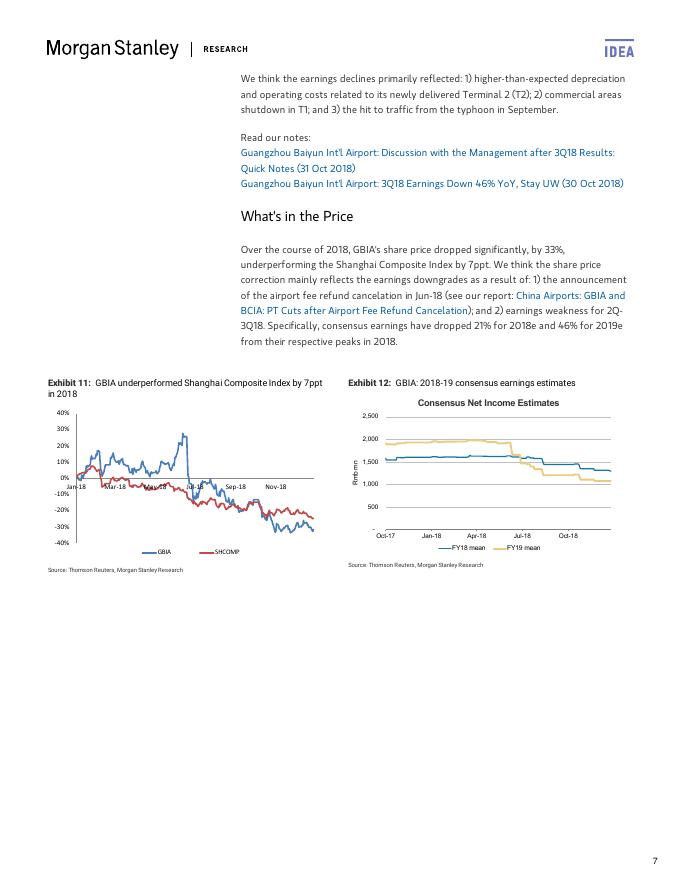 Morgan Stanley | RESEARCH
IDEA
We think the earnings declines primarily reflected: 1) higher-than-expected depreciation
and operating costs related to its newly delivered Terminal 2 (T2); 2) commercial areas
shutdown in T1; and 3) the hit to traffic from the typhoon in September.
Read our notes:
Guangzhou Baiyun Int'l Airport: Discussion with the Management after 3Q18 Results:
Quick Notes (31 Oct 2018)
Guangzhou Baiyun Int'l Airport: 3Q18 Earnings Down 46% YoY, Stay UW (30 Oct 2018)
What's in the Price
Over the course of 2018, GBIA's share price dropped significantly, by 33%,
underperforming the Shanghai Composite Index by 7ppt. We think the share price
correction mainly reflects the earnings downgrades as a result of: 1) the announcement
of the airport fee refund cancelation in Jun-18 (see our report: China Airports: GBIA and
BCIA: PT Cuts after Airport Fee Refund Cancelation); and 2) earnings weakness for 2Q-
3Q18. Specifically, consensus earnings have dropped 21% for 2018e and 46% for 2019e
from their respective peaks in 2018.
Exhibit 11: GBIA underperformed Shanghai Composite Index by 7ppt
in 2018
40%
30%
20%
10%
0%
-10%
-20%
-30%
-40%
Jan-18 Mar-18 May-18 Jul-18 Sep-18 Nov-18
GBIA SHCOMP
Source: Thomson Reuters, Morgan Stanley Research
Exhibit 12: GBIA: 2018-19 consensus earnings estimates
Consensus Net Income Estimates
Rmb mn
2,500
2,000
1,500
1,000
500
-
Oct-17 Jan-18 Apr-18 Jul-18 Oct-18
FY18 mean FY19 mean
Source: Thomson Reuters, Morgan Stanley Research
7